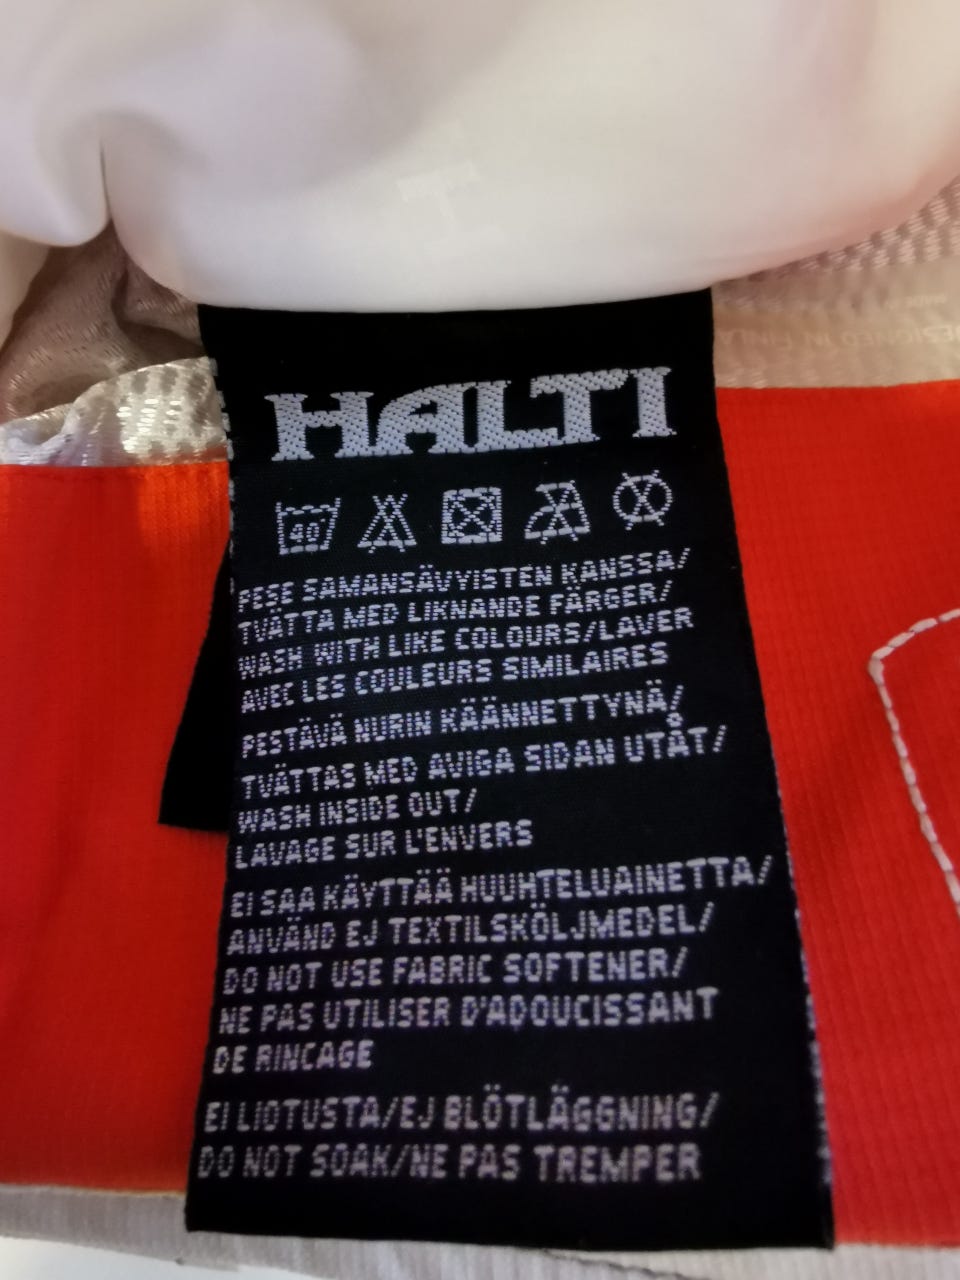 HALTI
40
PESE SAMANSÄVYISTEN KANSSA/
TVÄTTA MED LIKNANDE FÄRGER/
WASH WITH LIKE COLOURS/LAVER
AVEC LES COULEURS SIMILAIRES
PESTÄVÄ NURIN KÄÄNNETTYNÄ/
TVÄTTAS MED AVIGA SIDAN UTÅT/
WASH INSIDE OUT/
LAVAGE SUR L'ENVERS
EI SAA KÄYTTÄÄ HUUHTELUAINETTA/
ANVÄND EJ TEXTILSKÖLJMEDEL/
DO NOT USE FABRIC SOFTENER/
NE PAS UTILISER D'ADOUCISSANT
DE RINCAGE
EI LIOTUSTA/EJ BLÖTLÄGGNING/
DO NOT SOAK/NE PAS TREMPER
DESIGNED IN